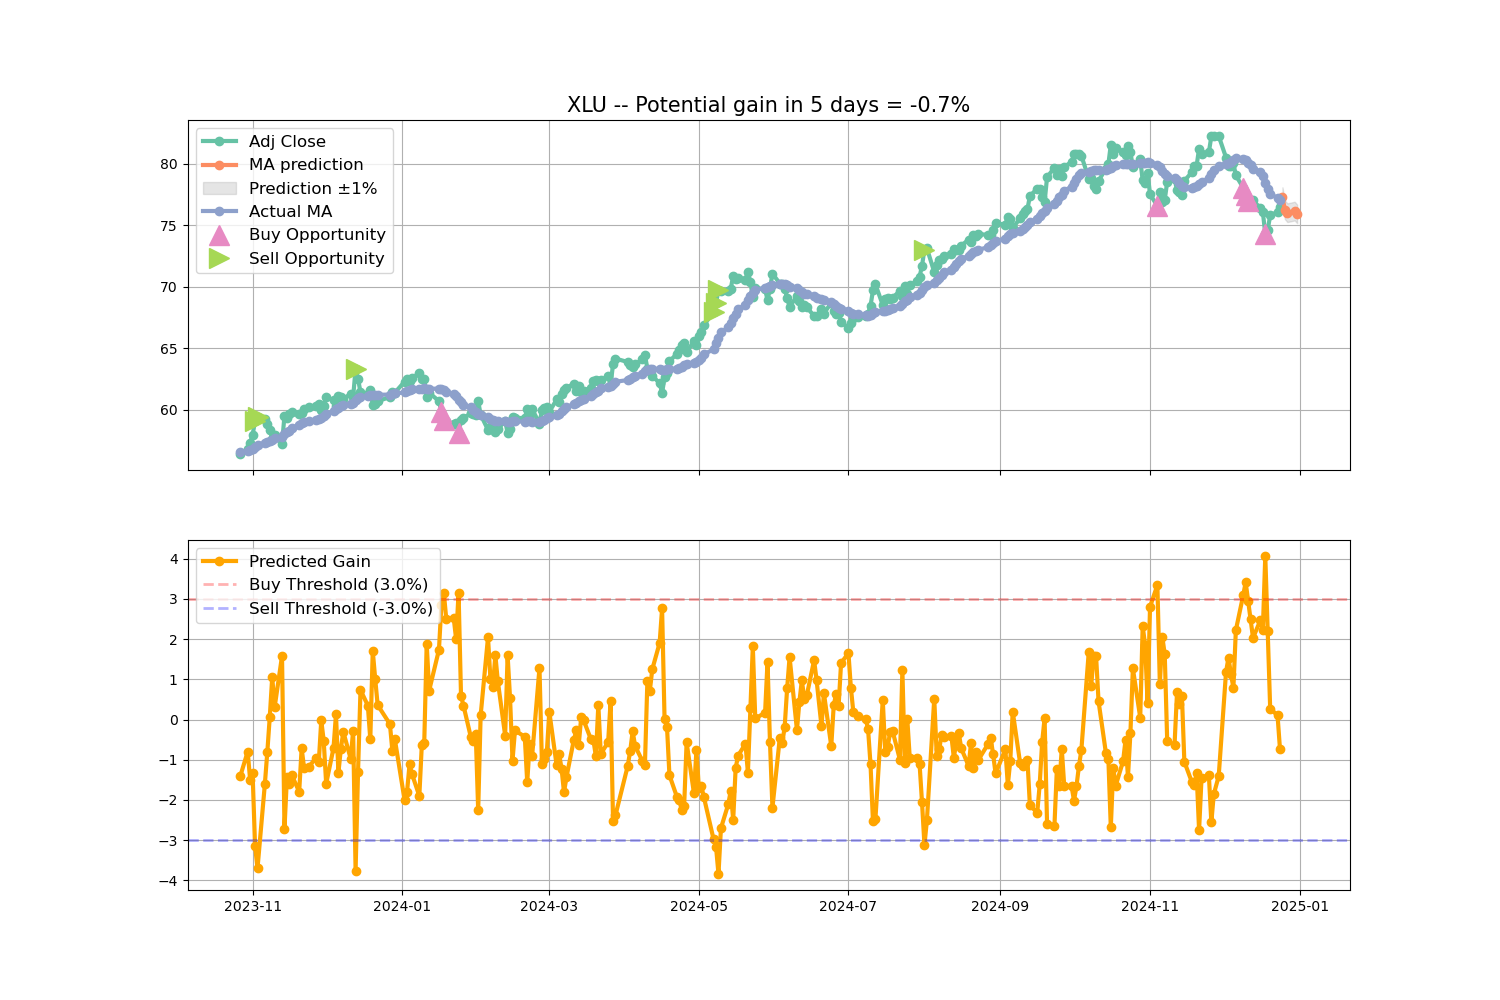 XLU -- Potential gain in 5 days = -0.7%
Adj Close
MA prediction
Prediction ±1%
Actual MA
Buy Opportunity
Sell Opportunity
80
75
70
65
60
Predicted Gain
Buy Threshold (3.0%)
Sell Threshold (-3.0%)
4
3
2
1
0
−1
−2
−3
−4
2023-11 2024-01 2024-03 2024-05 2024-07 2024-09 2024-11 2025-01